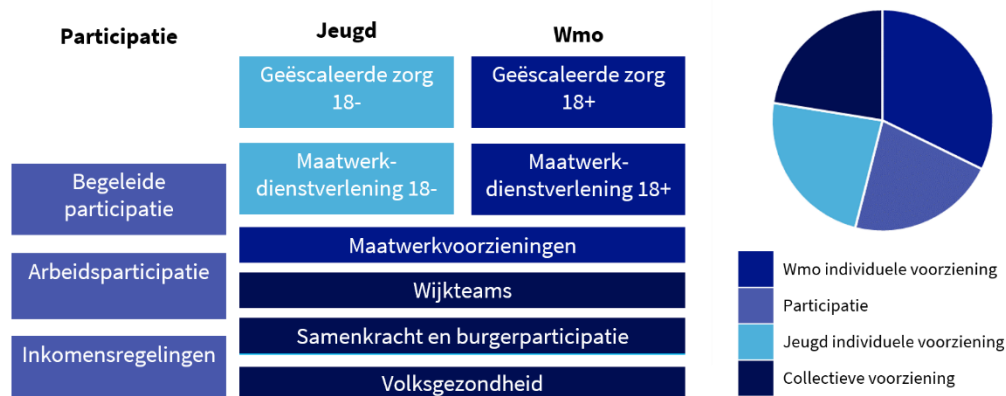 Participatie
Jeugd
Wmo
Geëscaleerde zorg
18-
Geëscaleerde zorg
18+
Begeleide
participatie
Maatwerk-
dienstverlening 18-
Maatwerk-
dienstverlening 18+
Maatwerkvoorzieningen
Arbeidsparticipatie
Wijkteams
Samenkracht en burgerparticipatie
Inkomensregelingen
Volksgezondheid
Wmo individuele voorziening
Participatie
Jeugd individuele voorziening
Collectieve voorziening